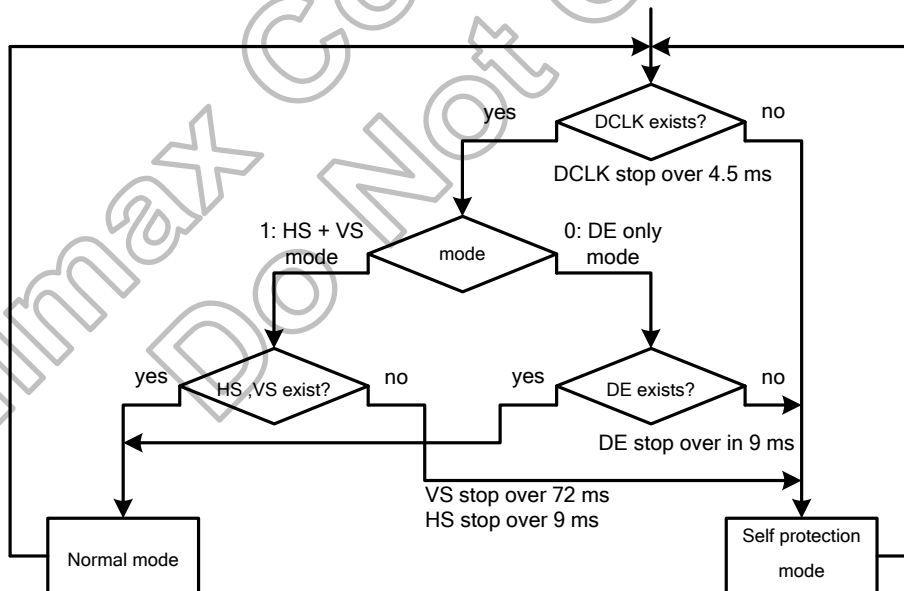 yes
DCLK exists?
no
DCLK stop over 4.5 ms
1: HS + VS
mode
mode
0: DE only
mode
yes
HS ,VS exist?
no
yes
DE exists?
no
DE stop over in 9 ms
VS stop over 72 ms
HS stop over 9 ms
Normal mode
Self protection
mode
Do Not